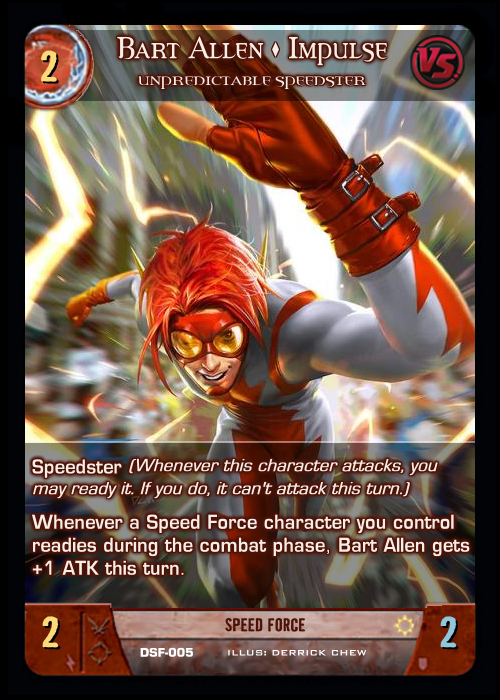 2
BART ALLEN ♦ IMPULSE
VS
UNPREDICTABLE SPEEDSTER
Speedster (Whenever this character attacks, you
may ready it. If you do, it can't attack this turn.)
Whenever a Speed Force character you control
readies during the combat phase, Bart Allen gets
+1 ATK this turn.
2
SPEED FORCE
2
DSF-005 ILLUS: DERRICK CHEW